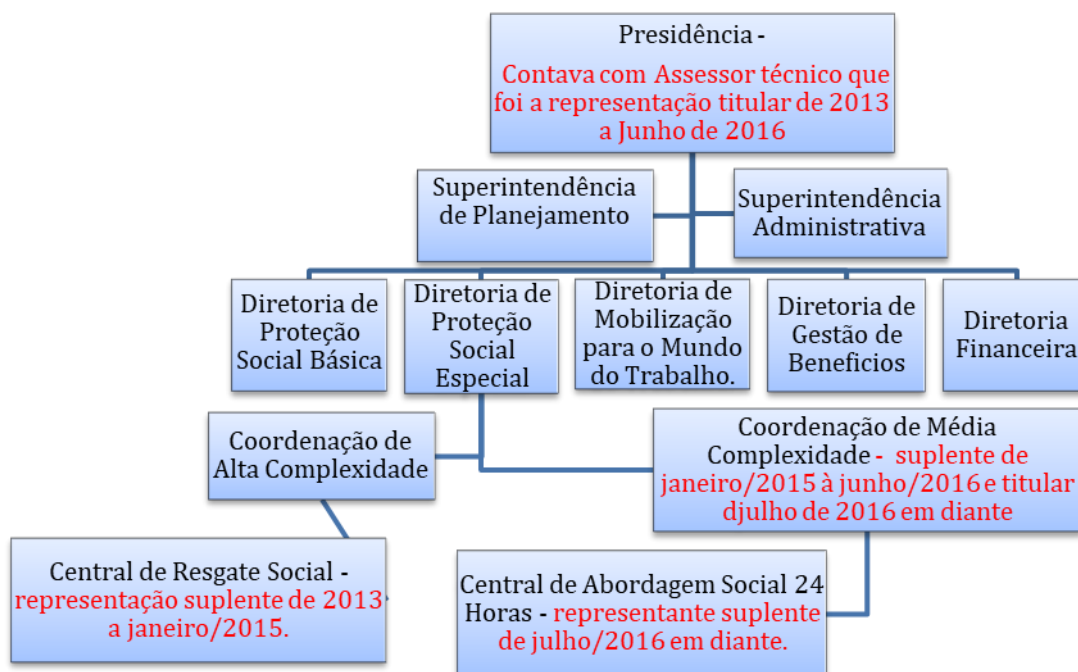 Presidência -
Contava com Assessor técnico que
foi a representação titular de 2013
a Junho de 2016
Superintendência
de Planejamento
Superintendência
Administrativa
Diretoria de
Proteção
Social Básica
Diretoria de
Proteção
Social
Especial
Diretoria de
Mobilização
para o Mundo
do Trabalho.
Diretoria de
Gestão de
Beneficios
Diretoria
Financeira
Coordenação de
Alta Complexidade
Coordenação de Média
Complexidade - suplente de
janeiro/2015 à junho/2016 e titular
djulho de 2016 em diante
Central de Resgate Social -
representação suplente de 2013
a janeiro/2015.
Central de Abordagem Social 24
Horas - representante suplente
de julho/2016 em diante.